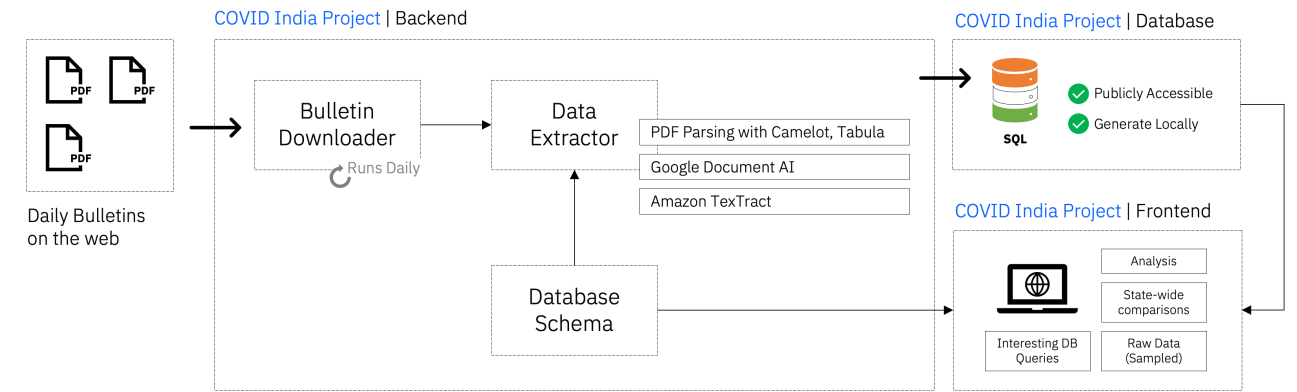 COVID India Project | Backend
COVID India Project | Database
PDF
PDF
PDF
Daily Bulletins
on the web
Bulletin
Downloader
Runs Daily
Data
Extractor
PDF Parsing with Camelot, Tabula
Google Document AI
Amazon TexTract
Database
Schema
SQL
Publicly Accessible
Generate Locally
COVID India Project | Frontend
Analysis
State-wide
comparisons
Interesting DB
Queries
Raw Data
(Sampled)